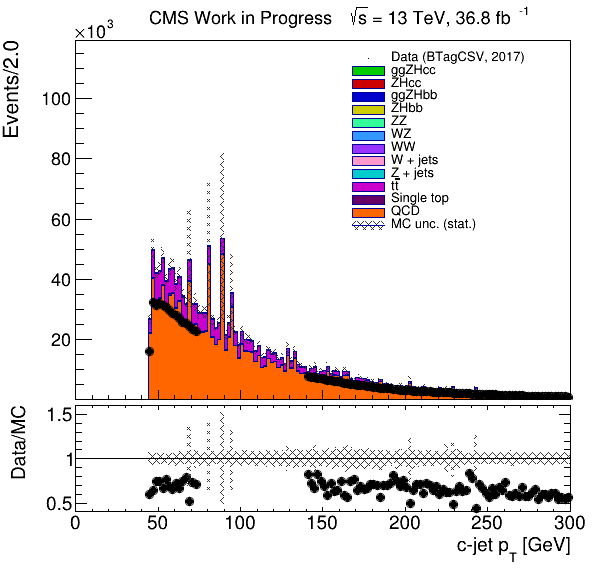 CMS Work in Progress √s = 13 TeV, 36.8 fb⁻¹
×10³
Events/2.0
100
80
60
40
20
Data (BTagCSV, 2017)
ggZHcc
ZHcc
ggZHbb
ZHbb
ZZ
WZ
WW
W + jets
Z + jets
tt̄
Single top
QCD
MC unc. (stat.)
Data/MC
1.5
1
0.5
0 50 100 150 200 250 300
c-jet p_T [GeV]